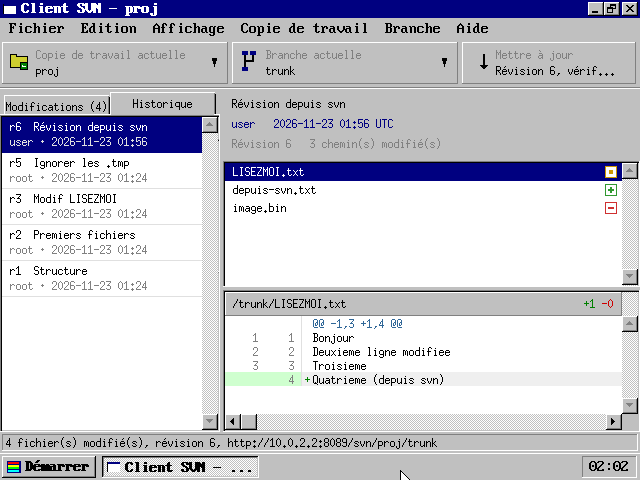 Client SVN – proj
Fichier Edition Affichage Copie de travail Branche Aide
Copie de travail actuelle
proj
Branche actuelle
trunk
Mettre à jour
Révision 6, vérif...
Modifications (4)
Historique
r6 Révision depuis svn
user • 2026-11-23 01:56
r5 Ignorer les .tmp
root • 2026-11-23 01:24
r3 Modif LISEZMOI
root • 2026-11-23 01:24
r2 Premiers fichiers
root • 2026-11-23 01:24
r1 Structure
root • 2026-11-23 01:24
Révision depuis svn
user 2026-11-23 01:56 UTC
Révision 6 3 chemin(s) modifié(s)
LISEZMOI.txt
depuis-svn.txt
image.bin
/trunk/LISEZMOI.txt +1 -0
@@ -1,3 +1,4 @@
1 1 Bonjour
2 2 Deuxieme ligne modifiee
3 3 Troisieme
4 +Quatrieme (depuis svn)
4 fichier(s) modifié(s), révision 6, http://10.0.2.2:8089/svn/proj/trunk
Démarrer
Client SVN – ...
02:02